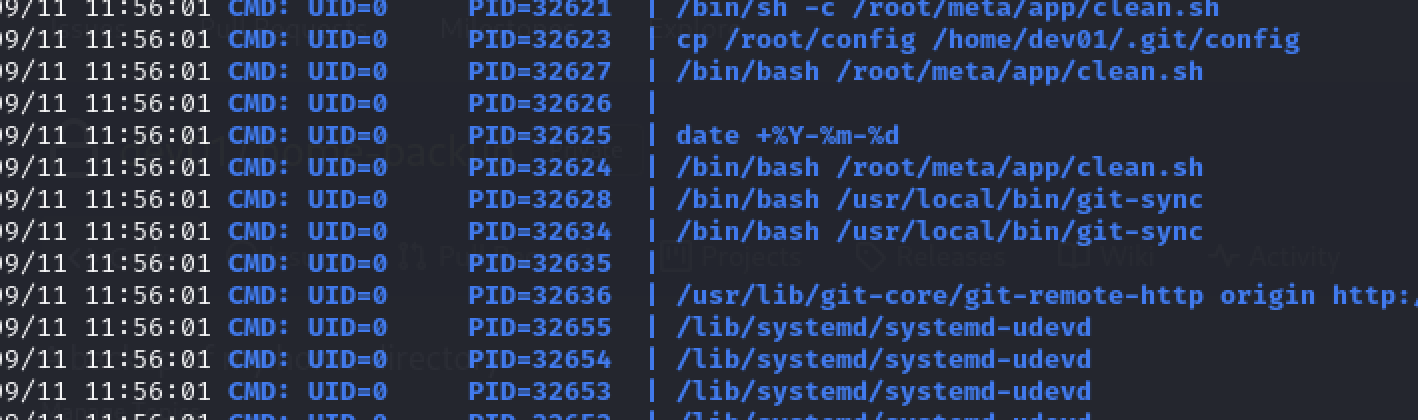 09/11 11:56:01 CMD: UID=0 PID=32621 | /bin/sh -c /root/meta/app/clean.sh
09/11 11:56:01 CMD: UID=0 PID=32623 | cp /root/config /home/dev01/.git/config
09/11 11:56:01 CMD: UID=0 PID=32627 | /bin/bash /root/meta/app/clean.sh
09/11 11:56:01 CMD: UID=0 PID=32626 |
09/11 11:56:01 CMD: UID=0 PID=32625 | date +%Y-%m-%d
09/11 11:56:01 CMD: UID=0 PID=32624 | /bin/bash /root/meta/app/clean.sh
09/11 11:56:01 CMD: UID=0 PID=32628 | /bin/bash /usr/local/bin/git-sync
09/11 11:56:01 CMD: UID=0 PID=32634 | /bin/bash /usr/local/bin/git-sync
09/11 11:56:01 CMD: UID=0 PID=32635 |
09/11 11:56:01 CMD: UID=0 PID=32636 | /usr/lib/git-core/git-remote-http origin http:/
09/11 11:56:01 CMD: UID=0 PID=32655 | /lib/systemd/systemd-udevd
09/11 11:56:01 CMD: UID=0 PID=32654 | /lib/systemd/systemd-udevd
09/11 11:56:01 CMD: UID=0 PID=32653 | /lib/systemd/systemd-udevd
Projects Releases Wiki Activity